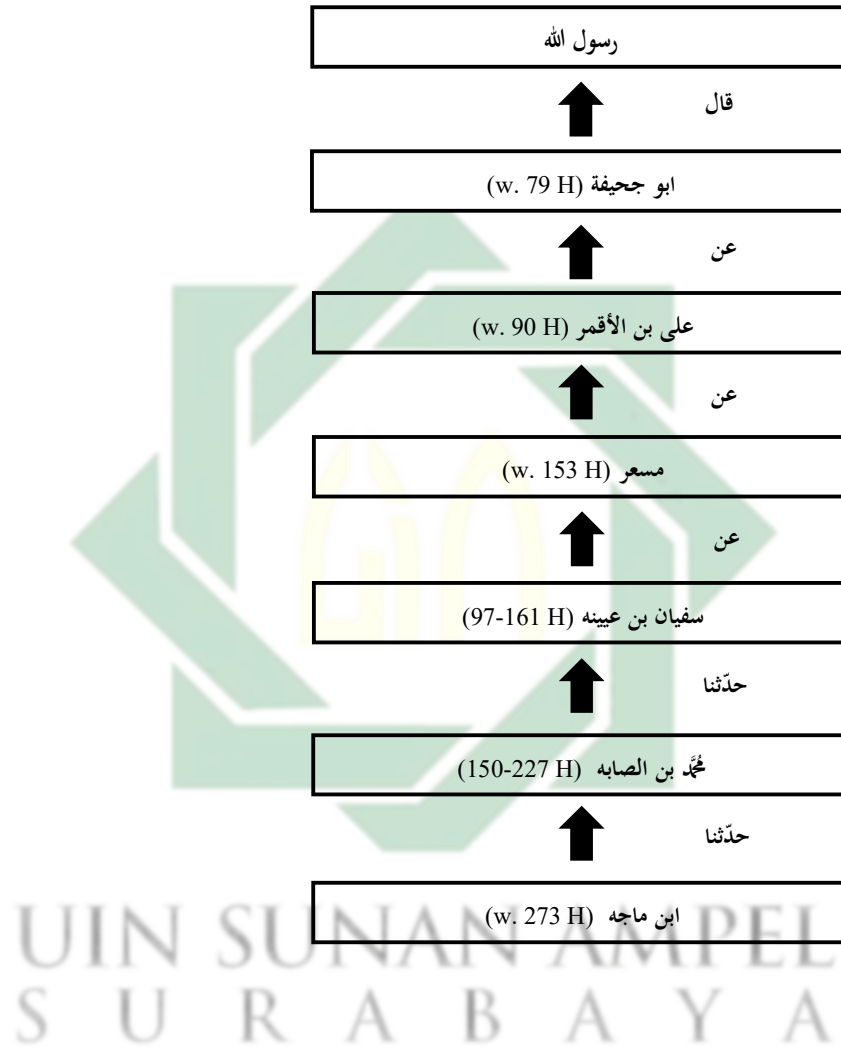 رسول الله
قال
ابو جحيفة (w. 79 H)
عن
على بن الأقمر (w. 90 H)
عن
مسعر (w. 153 H)
عن
سفيان بن عيينه (97-161 H)
حدّثنا
مُحَّد بن الصابه (150-227 H)
حدّثنا
ابن ماجه (w. 273 H)
UIN SUNAN AMPEL
SURABAYA